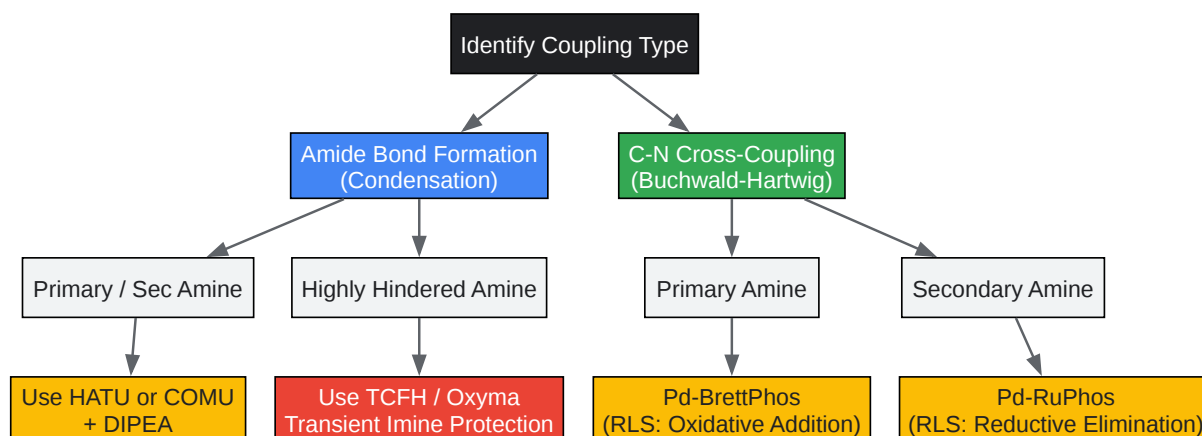 Identify Coupling Type
Amide Bond Formation
(Condensation)
C-N Cross-Coupling
(Buchwald-Hartwig)
Primary / Sec Amine
Highly Hindered Amine
Primary Amine
Secondary Amine
Use HATU or COMU
+ DIPEA
Use TCFH / Oxyma
Transient Imine Protection
Pd-BrettPhos
(RLS: Oxidative Addition)
Pd-RuPhos
(RLS: Reductive Elimination)